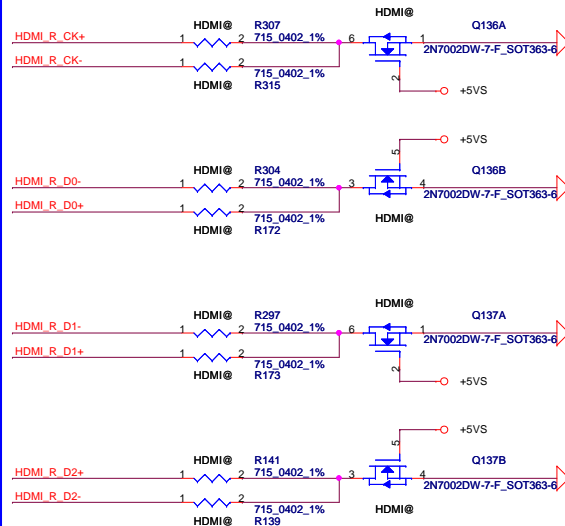 HDMI@
HDMI@ R307 Q136A
HDMI_R_CK+ 1 2 715_0402_1% 6 1
2N7002DW-7-F_SOT363-6
HDMI_R_CK- 1 2
715_0402_1% 2
HDMI@ R315 +5VS
+5VS
5
HDMI@ R304 Q136B
HDMI_R_D0- 1 2 715_0402_1% 3 4
2N7002DW-7-F_SOT363-6
HDMI_R_D0+ 1 2
715_0402_1% HDMI@
HDMI@ R172
HDMI@
HDMI@ R297 Q137A
HDMI_R_D1- 1 2 715_0402_1% 6 1
2N7002DW-7-F_SOT363-6
HDMI_R_D1+ 1 2
715_0402_1% 2
HDMI@ R173 +5VS
+5VS
5
HDMI@ R141 Q137B
HDMI_R_D2+ 1 2 715_0402_1% 3 4
2N7002DW-7-F_SOT363-6
HDMI_R_D2- 1 2
715_0402_1% HDMI@
HDMI@ R139